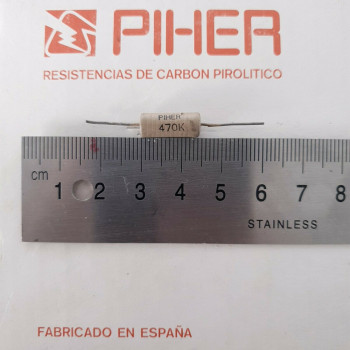 PIHER
RESISTENCIAS DE CARBON PIROLITICO
PIHER
470K
cm 1 2 3 4 5 6 7 8
STAINLESS
FABRICADO EN ESPAÑA